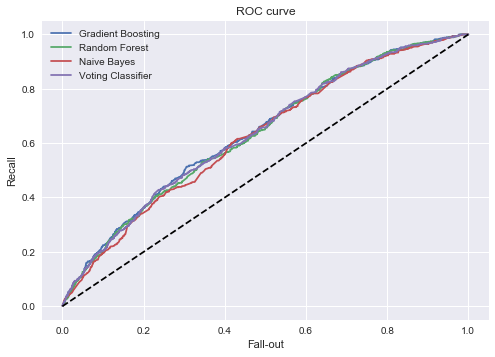 ROC curve
Gradient Boosting
Random Forest
Naive Bayes
Voting Classifier
1.0
0.8
0.6
0.4
0.2
0.0
Recall
0.0 0.2 0.4 0.6 0.8 1.0
Fall-out